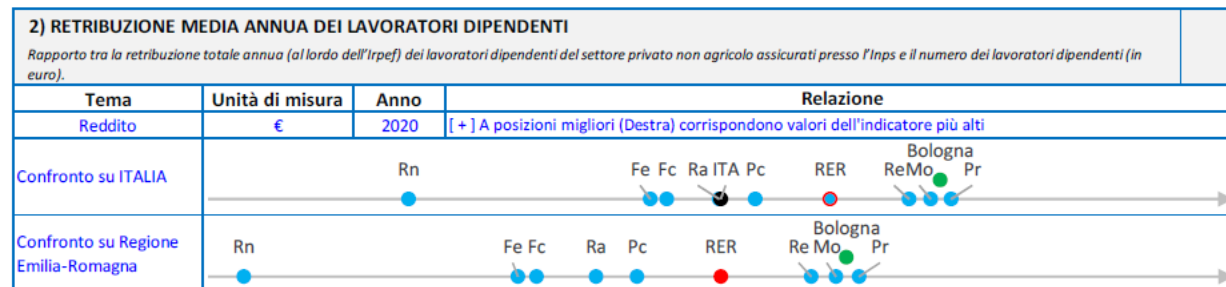 2) RETRIBUZIONE MEDIA ANNUA DEI LAVORATORI DIPENDENTI
Rapporto tra la retribuzione totale annua (al lordo dell'Irpef) dei lavoratori dipendenti del settore privato non agricolo assicurati presso l'Inps e il numero dei lavoratori dipendenti (in
euro).
Tema Unità di misura Anno Relazione
Reddito € 2020 [ + ] A posizioni migliori (Destra) corrispondono valori dell'indicatore più alti
Confronto su ITALIA
Bologna
Rn Fe Fc Ra ITA Pc RER Re Mo Pr
Confronto su Regione
Emilia-Romagna
Bologna
Rn Fe Fc Ra Pc RER Re Mo Pr